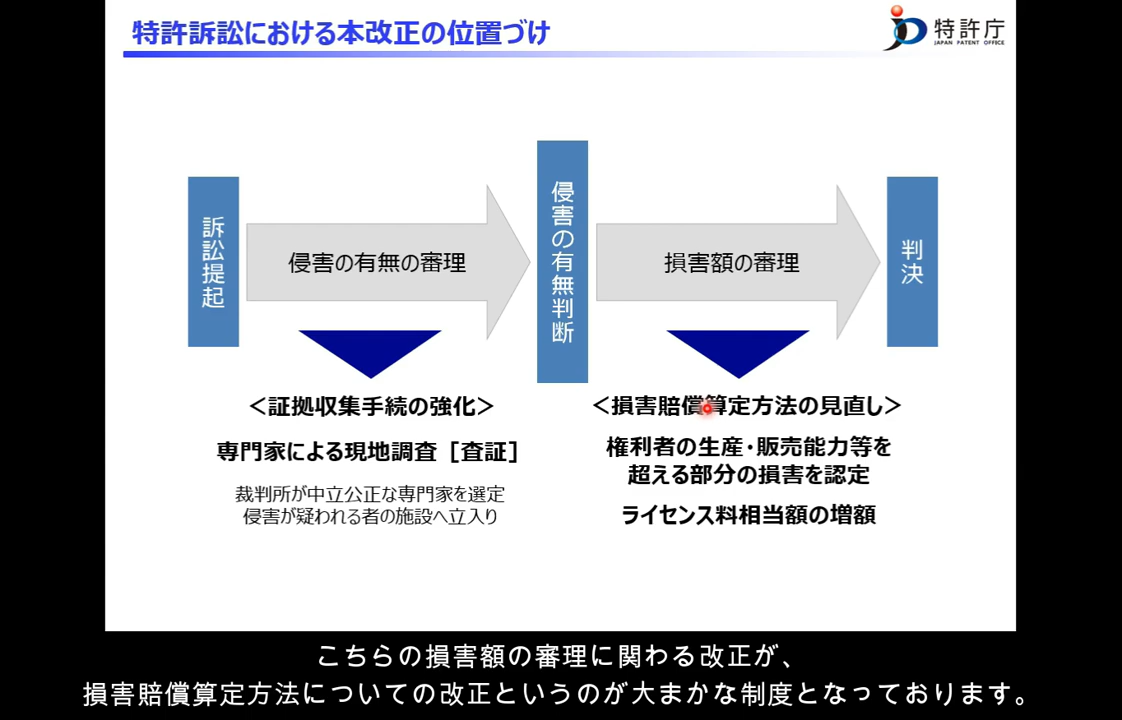 特許訴訟における本改正の位置づけ
特許庁
JAPAN PATENT OFFICE
訴訟提起
侵害の有無の審理
侵害の有無判断
損害額の審理
判決
＜証拠収集手続の強化＞
専門家による現地調査［査証］
裁判所が中立公正な専門家を選定
侵害が疑われる者の施設へ立入り
＜損害賠償算定方法の見直し＞
権利者の生産・販売能力等を
超える部分の損害を認定
ライセンス料相当額の増額
こちらの損害額の審理に関わる改正が、
損害賠償算定方法についての改正というのが大まかな制度となっております。